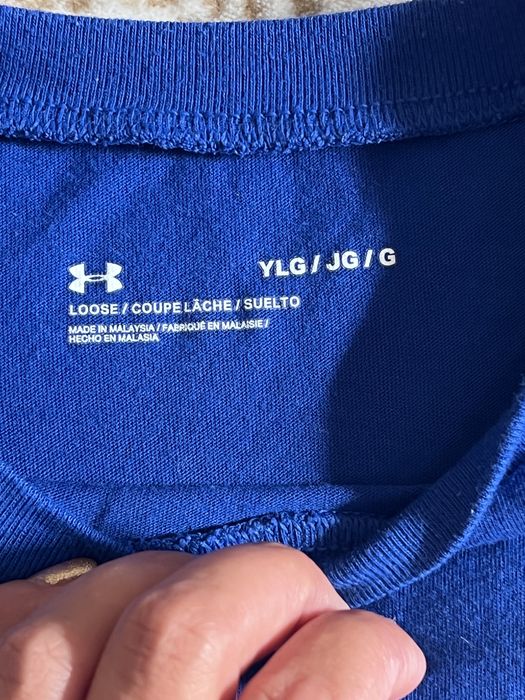 YLG / JG / G
LOOSE / COUPE LÂCHE / SUELTO
MADE IN MALAYSIA / FABRIQUÉ EN MALAISIE /
HECHO EN MALASIA